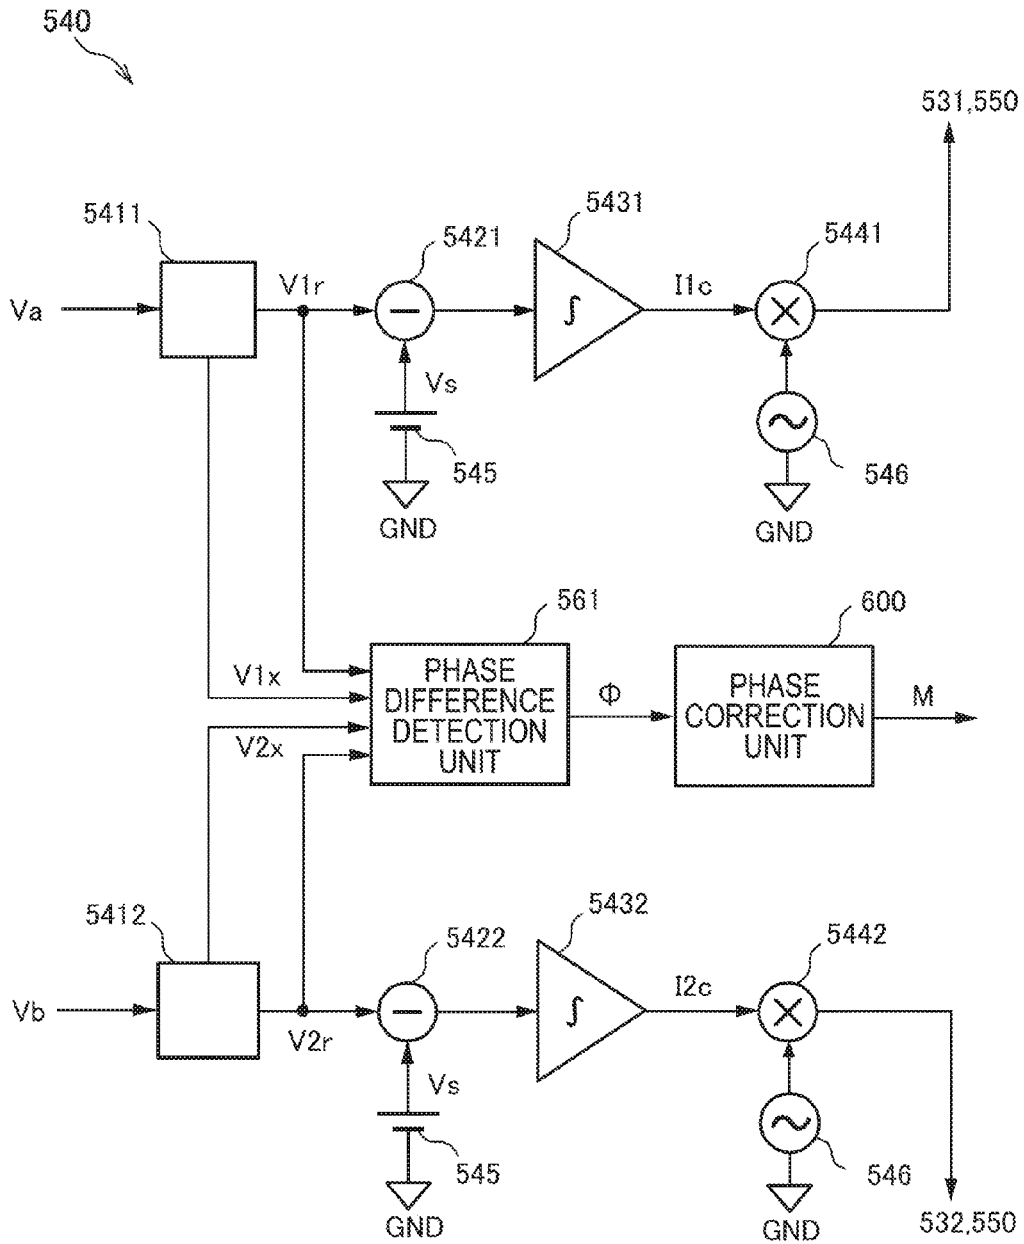 540
531,550
5411
5421
5431
5441
Va
V1r
I1c
Vs
545
546
GND
GND
561
600
V1x
V2x
PHASE
DIFFERENCE
DETECTION
UNIT
Φ
PHASE
CORRECTION
UNIT
M
5412
5422
5432
5442
Vb
V2r
I2c
Vs
545
546
GND
GND
532,550